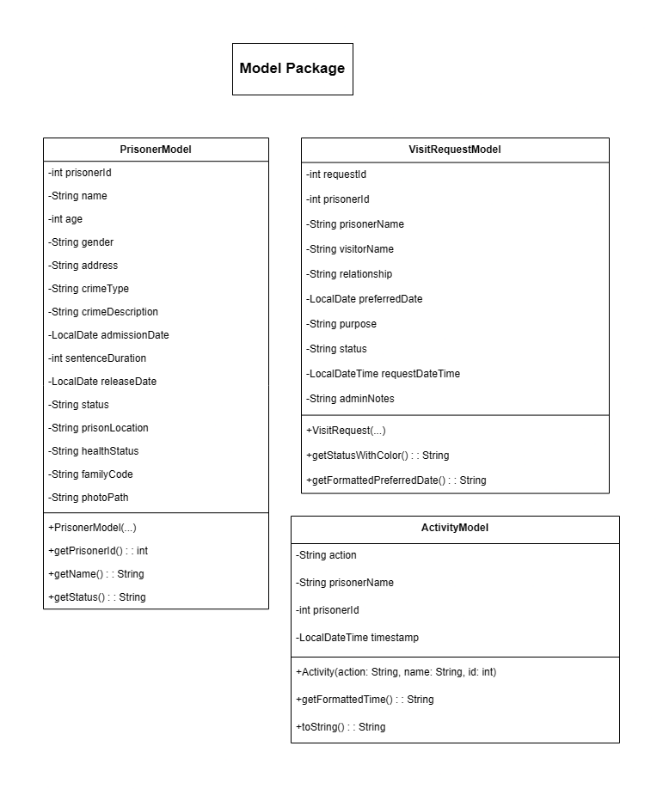 Model Package
PrisonerModel
-int prisonerId
-String name
-int age
-String gender
-String address
-String crimeType
-String crimeDescription
-LocalDate admissionDate
-int sentenceDuration
-LocalDate releaseDate
-String status
-String prisonLocation
-String healthStatus
-String familyCode
-String photoPath
+PrisonerModel(...)
+getPrisonerId() : : int
+getName() : : String
+getStatus() : : String
VisitRequestModel
-int requestId
-int prisonerId
-String prisonerName
-String visitorName
-String relationship
-LocalDate preferredDate
-String purpose
-String status
-LocalDateTime requestDateTime
-String adminNotes
+VisitRequest(...)
+getStatusWithColor() : : String
+getFormattedPreferredDate() : : String
ActivityModel
-String action
-String prisonerName
-int prisonerId
-LocalDateTime timestamp
+Activity(action: String, name: String, id: int)
+getFormattedTime() : : String
+toString() : : String